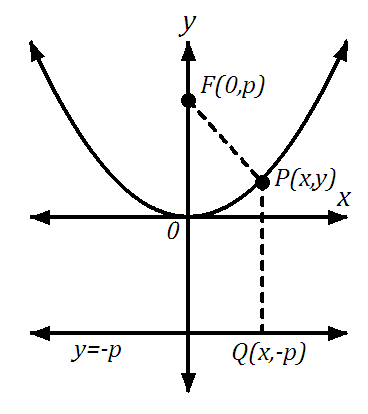 y
F(0,p)
P(x,y)
x
0
y=-p
Q(x,-p)